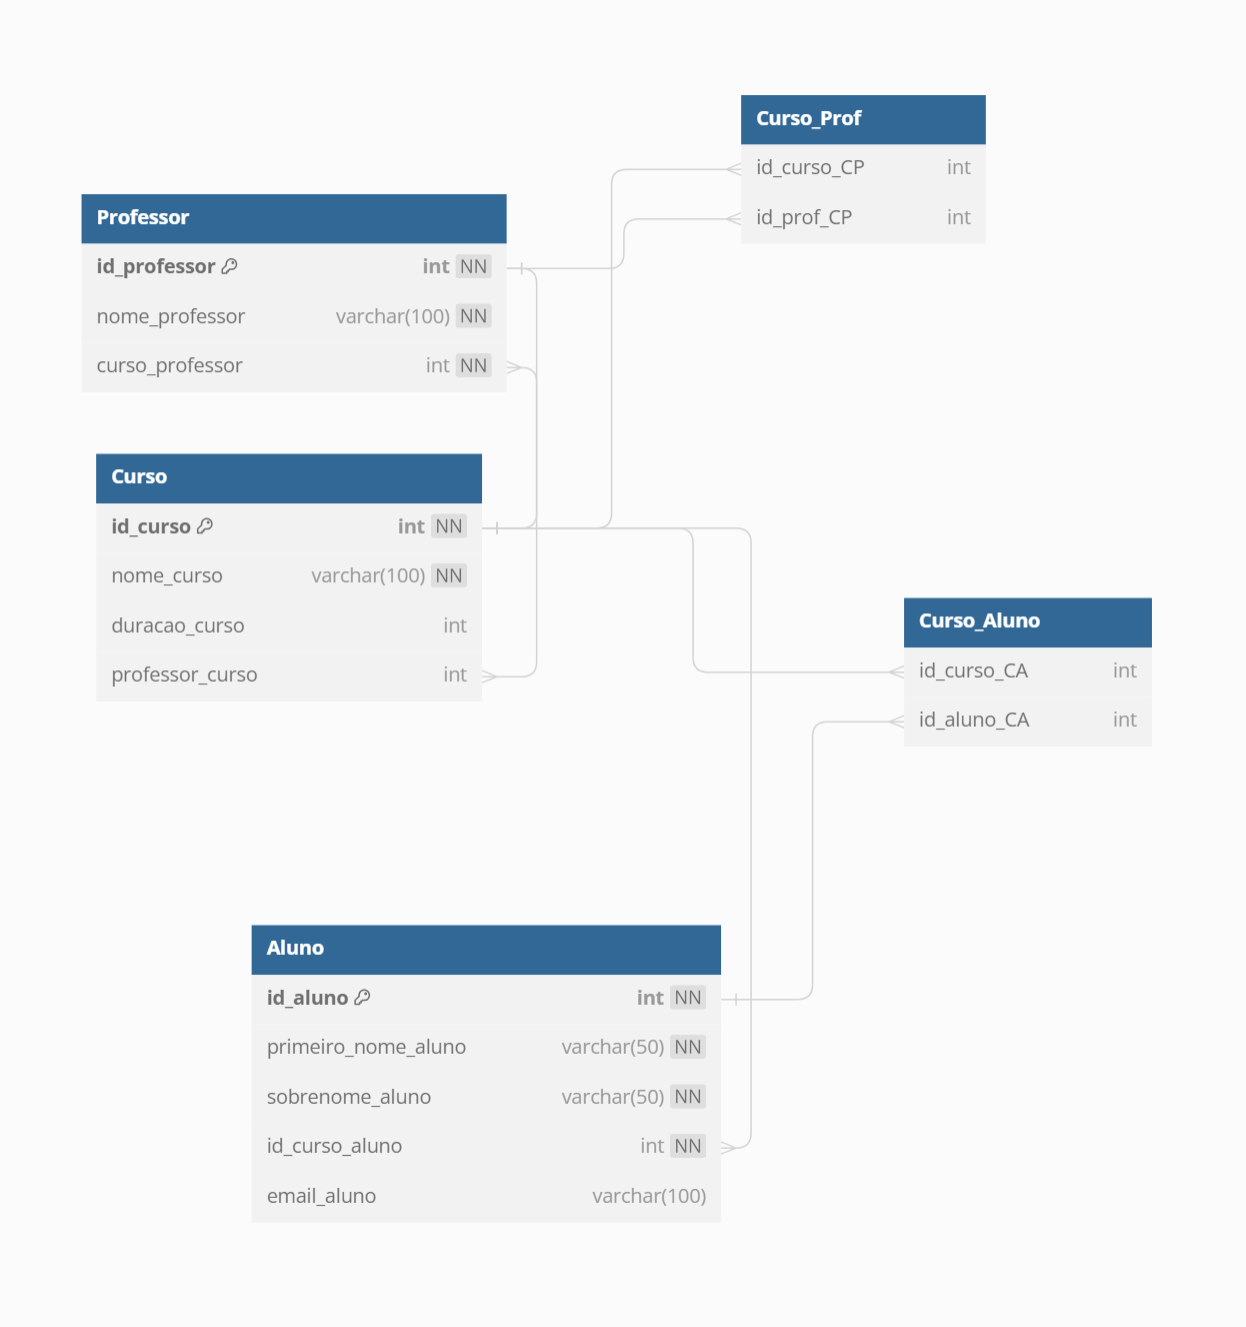 Curso_Prof
id_curso_CP int
id_prof_CP int
Professor
id_professor int NN
nome_professor varchar(100) NN
curso_professor int NN
Curso
id_curso int NN
nome_curso varchar(100) NN
duracao_curso int
professor_curso int
Curso_Aluno
id_curso_CA int
id_aluno_CA int
Aluno
id_aluno int NN
primeiro_nome_aluno varchar(50) NN
sobrenome_aluno varchar(50) NN
id_curso_aluno int NN
email_aluno varchar(100)